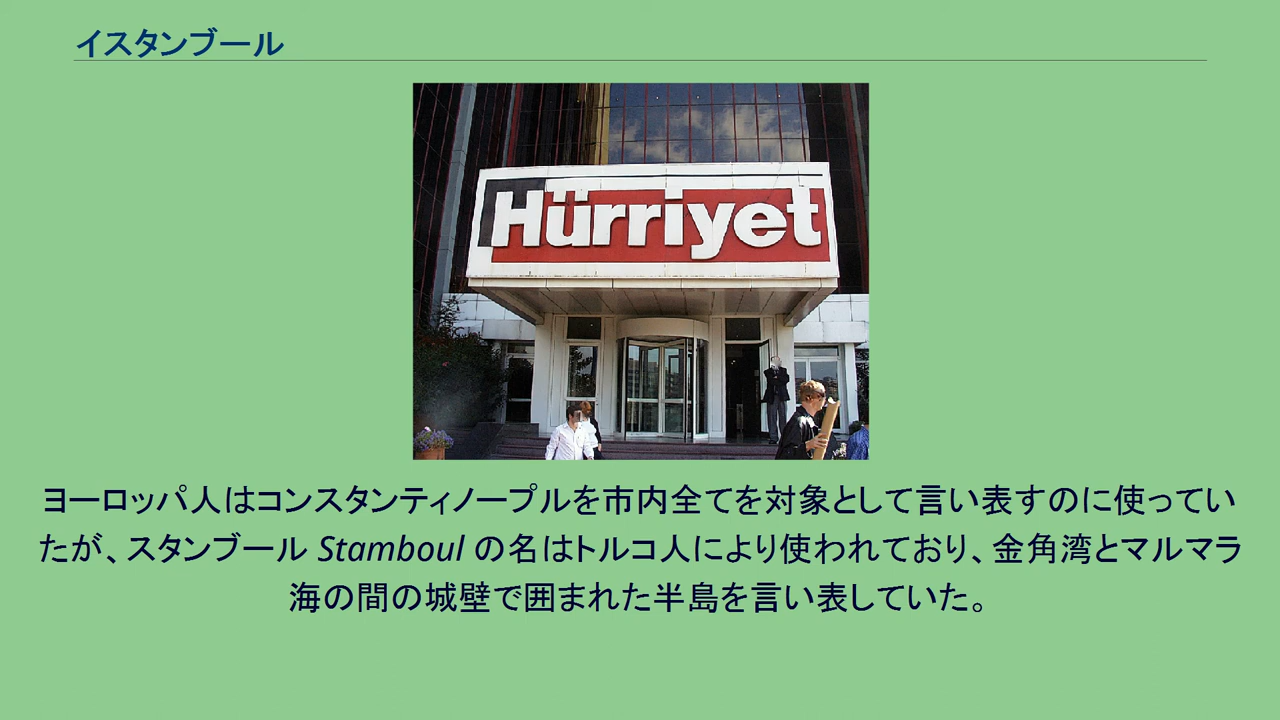 イスタンブール
Hürriyet
ヨーロッパ人はコンスタンティノープルを市内全てを対象として言い表すのに使ってい
たが、スタンブール Stamboul の名はトルコ人により使われており、金角湾とマルマラ
海の間の城壁で囲まれた半島を言い表していた。